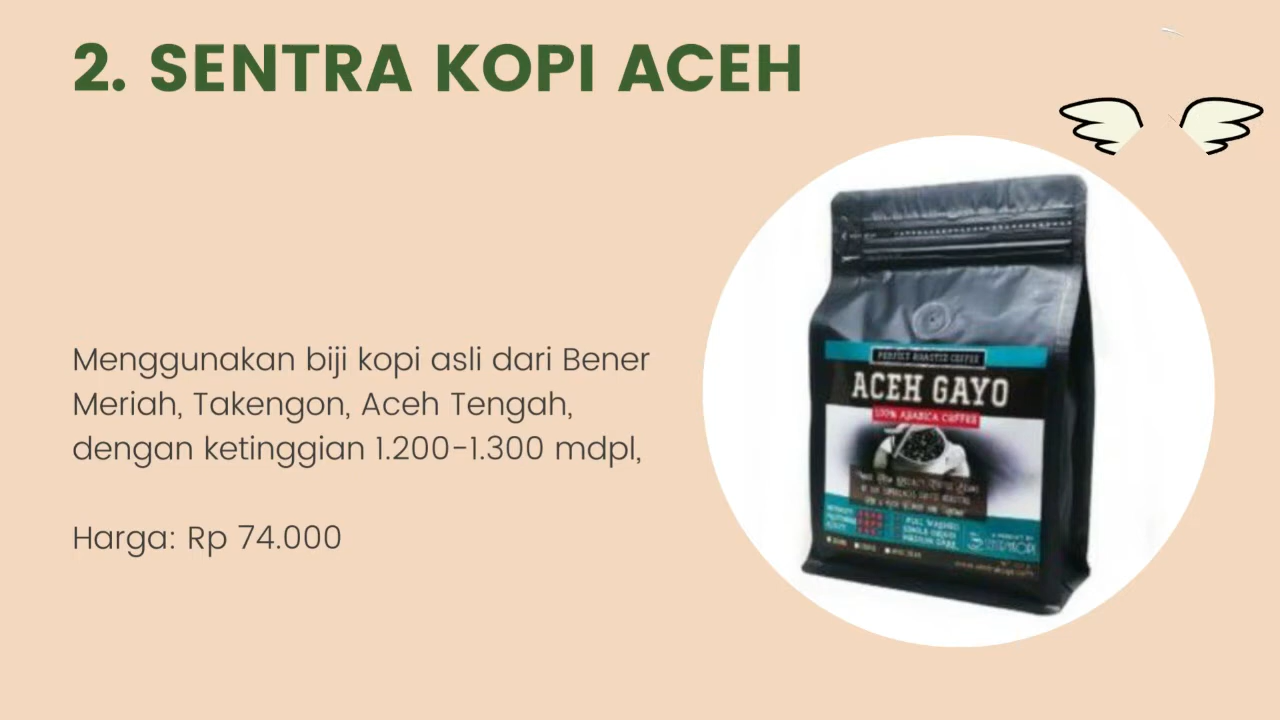 2. SENTRA KOPI ACEH
Menggunakan biji kopi asli dari Bener
Meriah, Takengon, Aceh Tengah,
dengan ketinggian 1.200-1.300 mdpl,
Harga: Rp 74.000
PERFECT ROASTED COFFEE
ACEH GAYO
100% ARABICA COFFEE
FULL WASHED
SINGLE ORIGIN
MEDIUM DARK
A PRODUCT BY